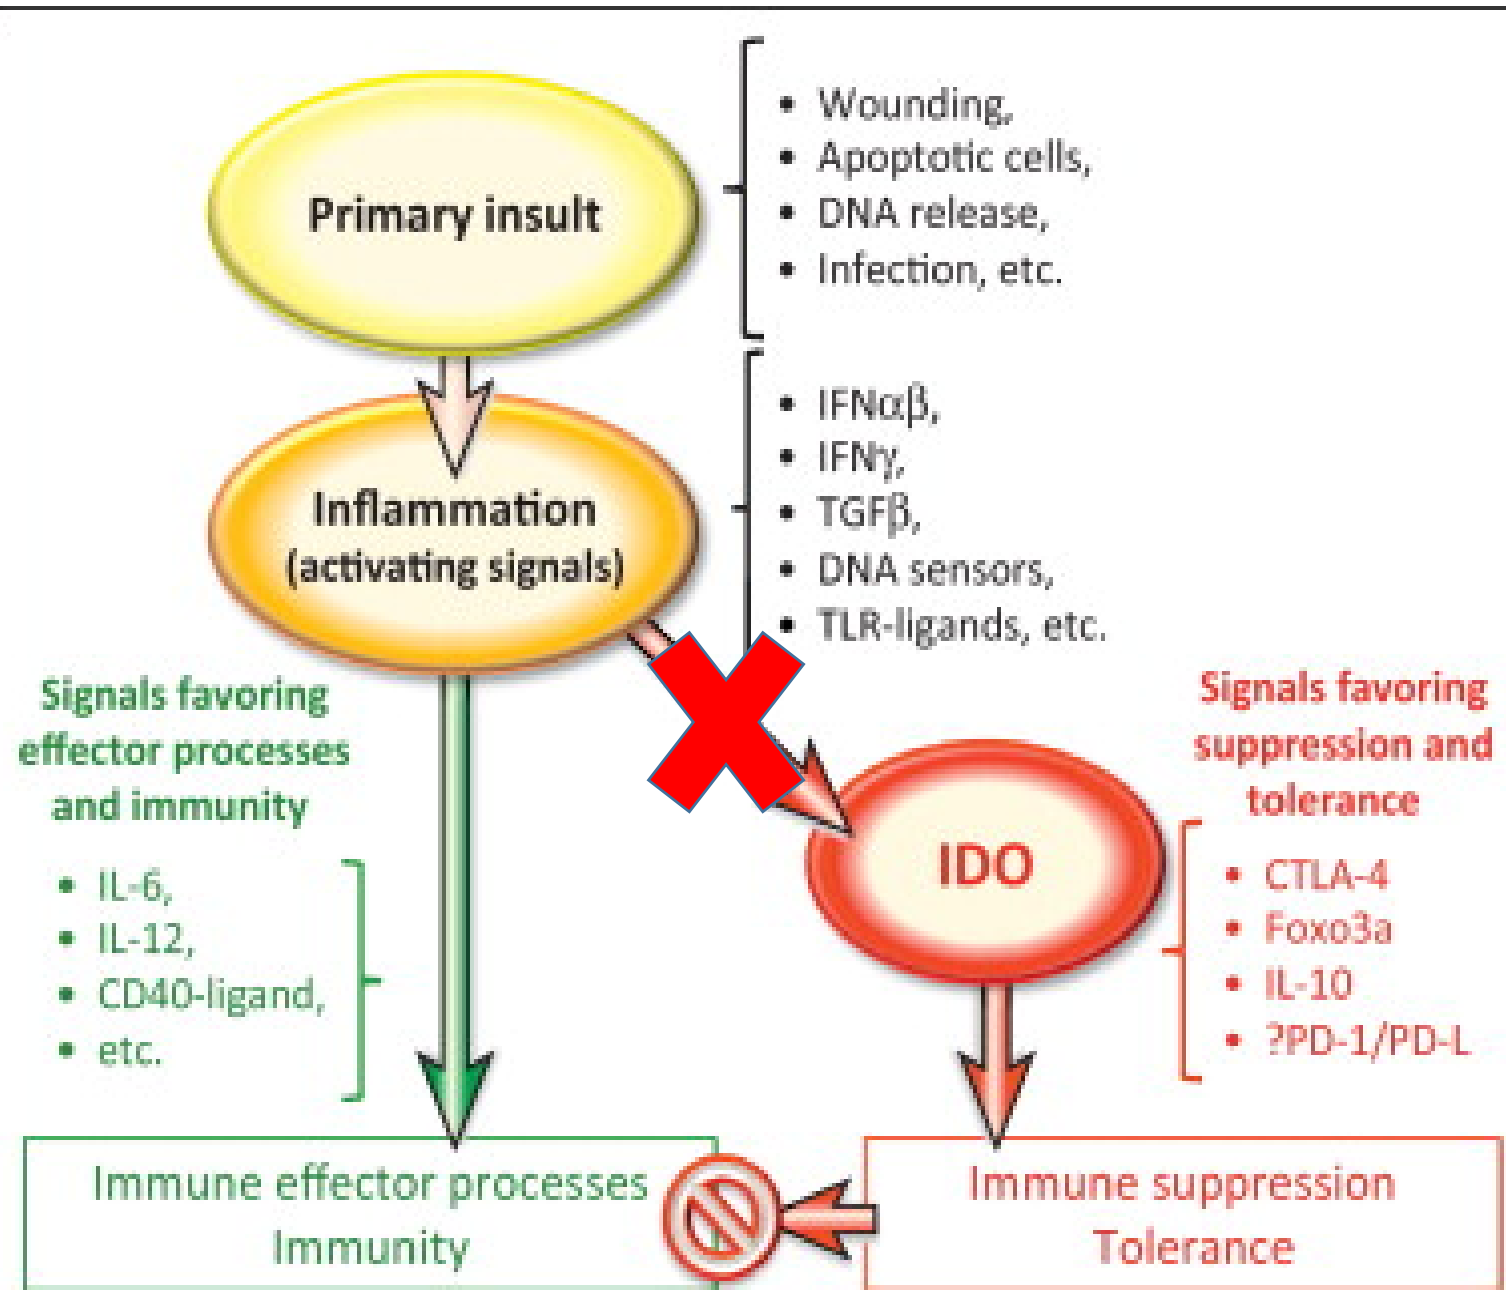 Primary insult
• Wounding,
• Apoptotic cells,
• DNA release,
• Infection, etc.
Inflammation
(activating signals)
• IFNαβ,
• IFNγ,
• TGFβ,
• DNA sensors,
• TLR-ligands, etc.
Signals favoring
effector processes
and immunity
• IL-6,
• IL-12,
• CD40-ligand,
• etc.
IDO
Signals favoring
suppression and
tolerance
• CTLA-4
• Foxo3a
• IL-10
• ?PD-1/PD-L
Immune effector processes
Immunity
Immune suppression
Tolerance